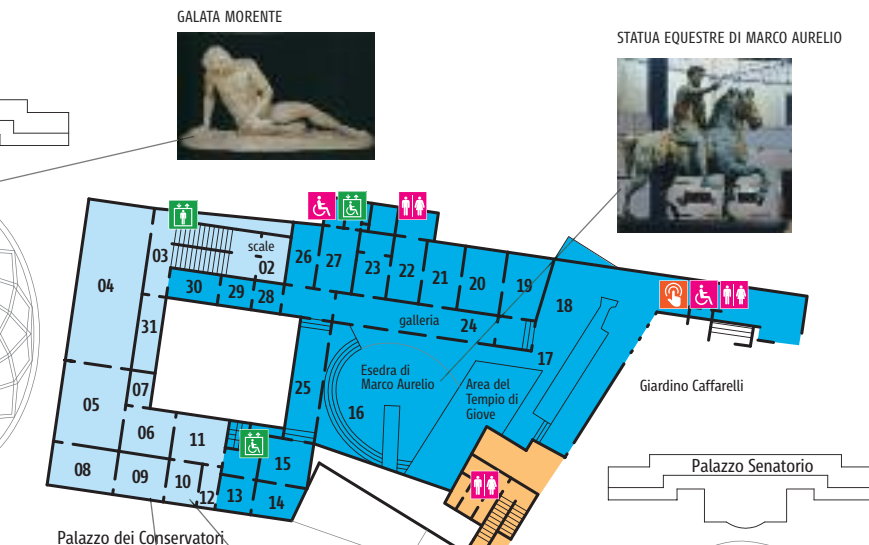 GALATA MORENTE
STATUA EQUESTRE DI MARCO AURELIO
scale
02
03
04
26
27
23
22
21
20
19
18
30
29
28
galleria
24
31
17
Esedra di
Marco Aurelio
Area del
Tempio di
Giove
Giardino Caffarelli
25
16
07
05
06
11
15
08
09
10
12
13
14
Palazzo Senatorio
Palazzo dei Conservatori